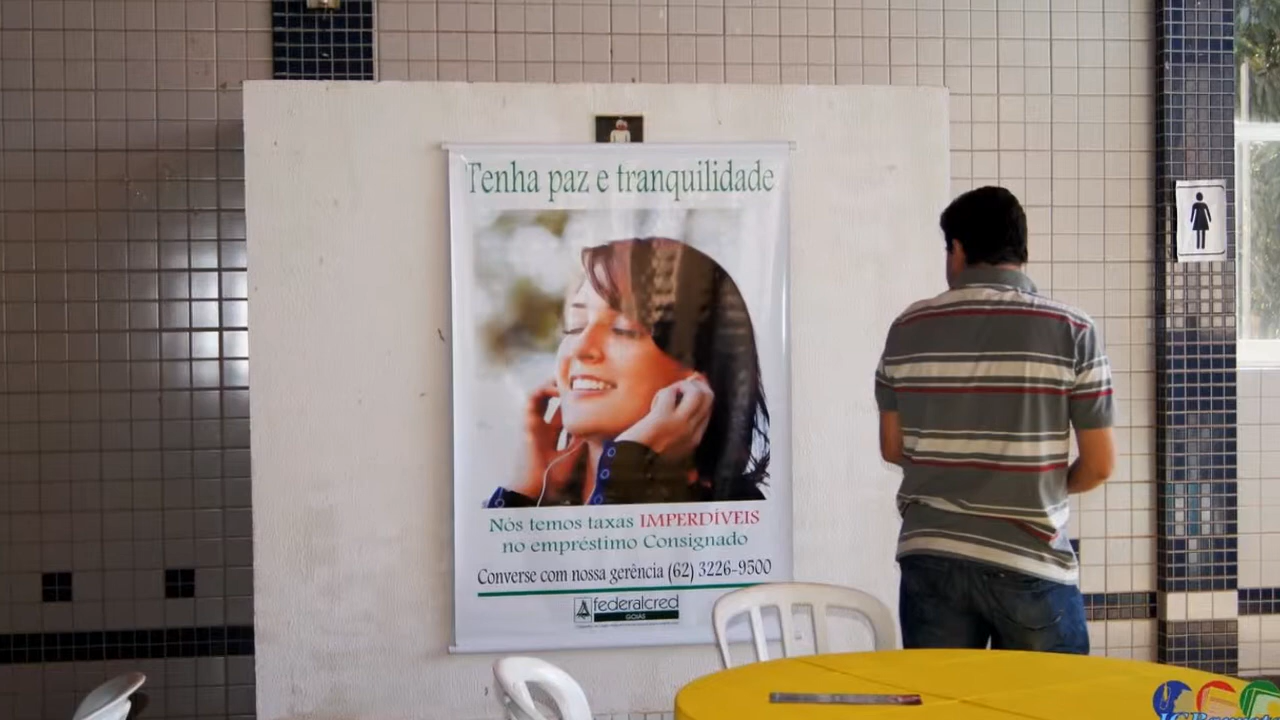 Tenha paz e tranquilidade
Nós temos taxas IMPERDÍVEIS
no empréstimo Consignado
Converse com nossa gerência (62) 3226-9500
federalcred
GOIÁS